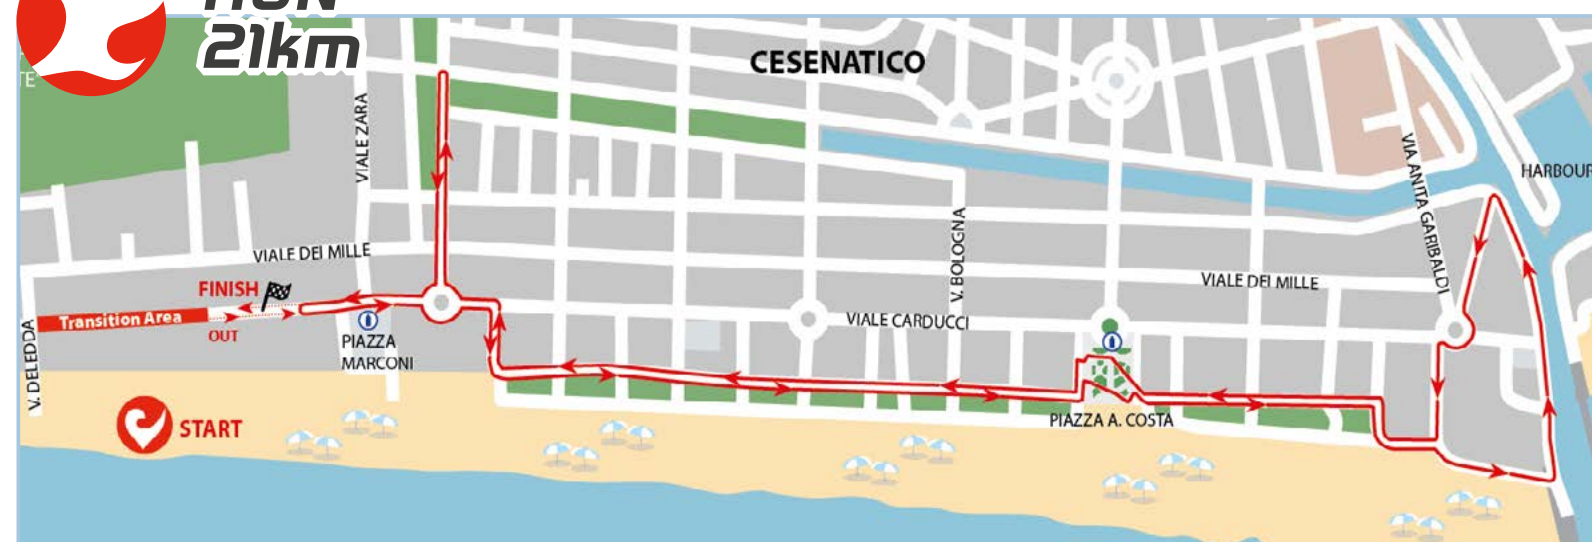 21km
CESENATICO
TE
VIALE ZARA
VIA ANITA GARIBALDI
HARBOUR
V. BOLOGNA
VIALE DEI MILLE
VIALE DEI MILLE
FINISH
Transition Area
OUT
VIALE CARDUCCI
PIAZZA
MARCONI
V. DELEDDA
PIAZZA A. COSTA
START